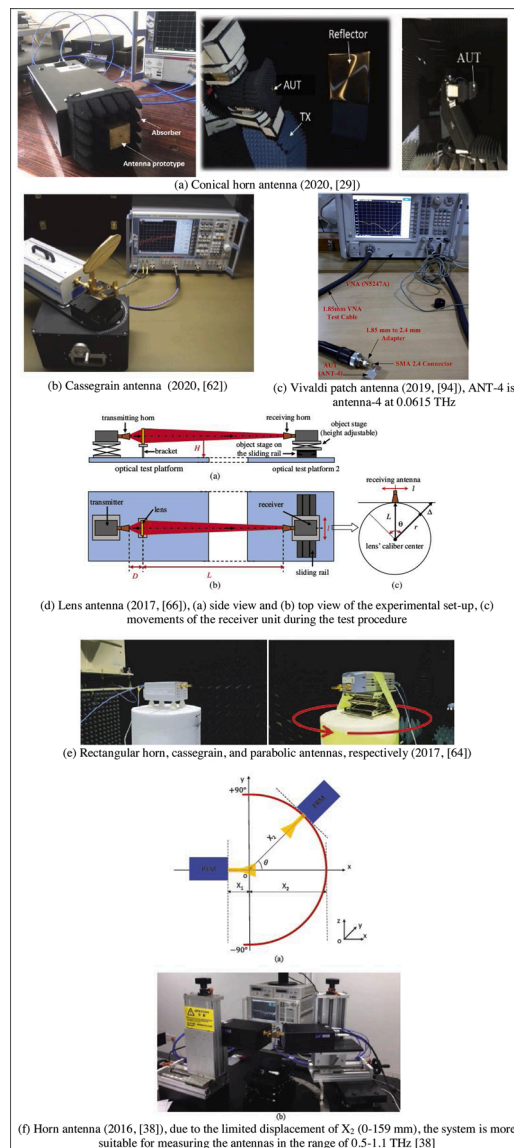 Reflector
AUT
TX
AUT
Absorber
Antenna prototype
(a) Conical horn antenna (2020, [29])
VNA (N5247A)
1.85mm VNA
Test Cable
1.85 mm to 2.4 mm
Adapter
SMA 2.4 Connector
AUT
(ANT-4)
(b) Cassegrain antenna (2020, [62])
(c) Vivaldi patch antenna (2019, [94]), ANT-4 is
antenna-4 at 0.0615 THz
transmitting horn
receiving horn
object stage
(height adjustable)
H
bracket
object stage on
the sliding rail
optical test platform
optical test platform 2
(a)
receiving antenna
l
transmitter
lens
receiver
l
L
θ
r
Δ
lens' caliber center
D
L
sliding
rail
(b)
(c)
(d) Lens antenna (2017, [66]), (a) side view and (b) top view of the experimental set-up, (c)
movements of the receiver unit during the test procedure
(e) Rectangular horn, cassegrain, and parabolic antennas, respectively (2017, [64])
y
+90°
X₂
θ
x
o
X₁
X₂
−90°
z
y
o
x
(a)
(b)
(f) Horn antenna (2016, [38]), due to the limited displacement of X₂ (0-159 mm), the system is more
suitable for measuring the antennas in the range of 0.5-1.1 THz [38]